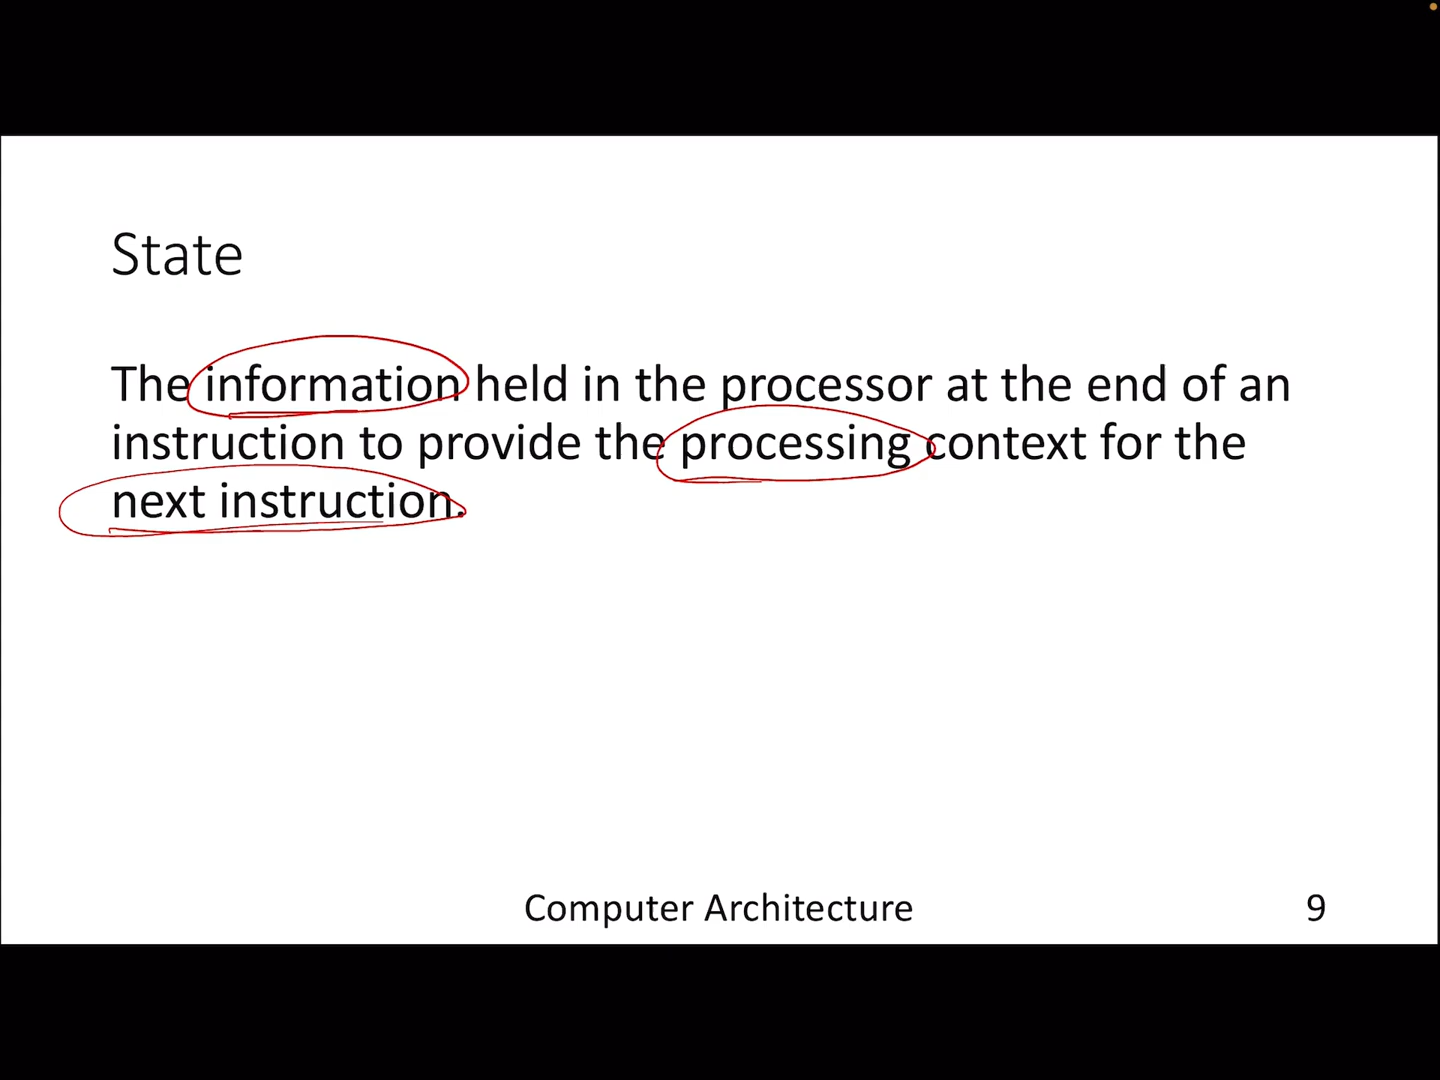 State
The information held in the processor at the end of an
instruction to provide the processing context for the
next instruction.
Computer Architecture
9